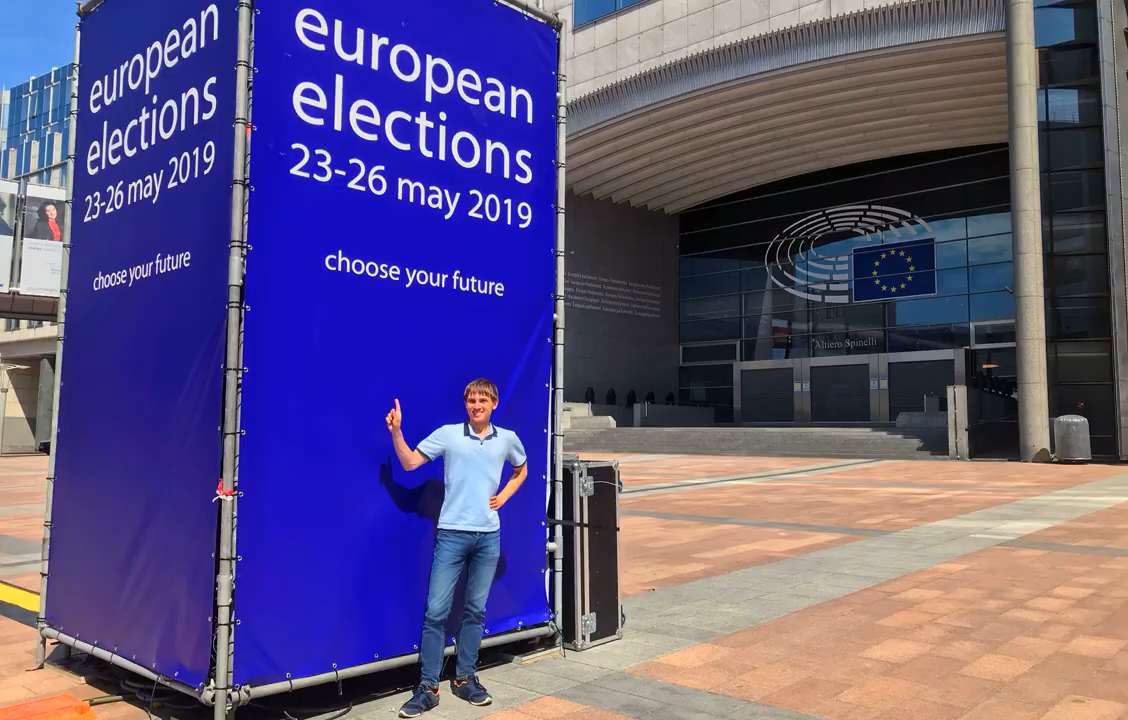 european
elections
23-26 may 2019
choose your future
european
elections
23-26 may 2019
choose your future
Altiero Spinelli